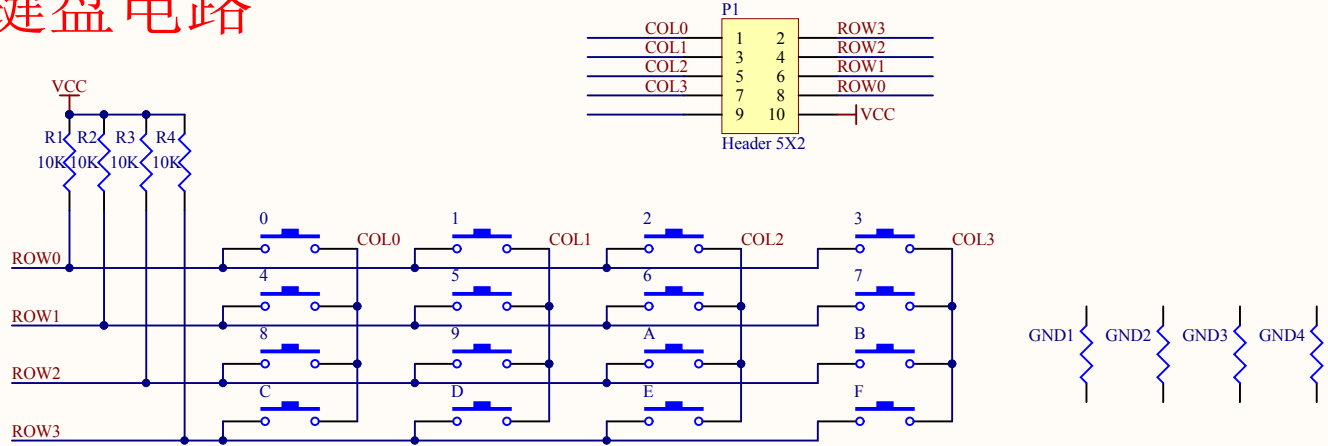 键盘电路
P1
COL0 1 2 ROW3
COL1 3 4 ROW2
COL2 5 6 ROW1
COL3 7 8 ROW0
9 10 VCC
Header 5X2
VCC
R1 R2 R3 R4
10K 10K 10K 10K
0 1 2 3
COL0 COL1 COL2 COL3
ROW0
4 5 6 7
ROW1
8 9 A B
ROW2
C D E F
ROW3
GND1 GND2 GND3 GND4